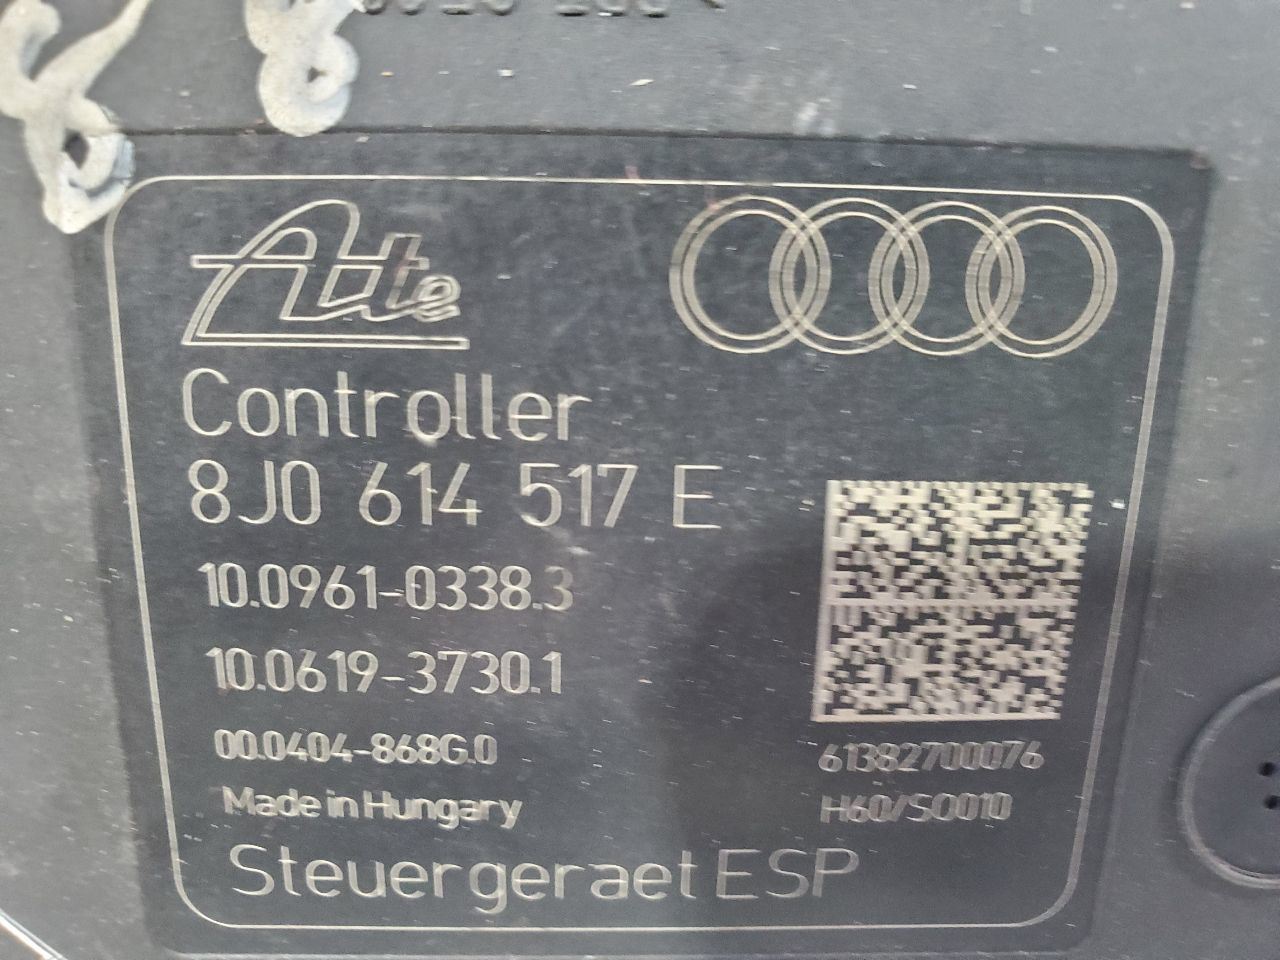 Ate
Controller
8J0 614 517 E
10.0961-0338.3
10.0619-3730.1
00.0404-868G.0
61382700076
Made in Hungary
H60/S0010
Steuergeraet ESP